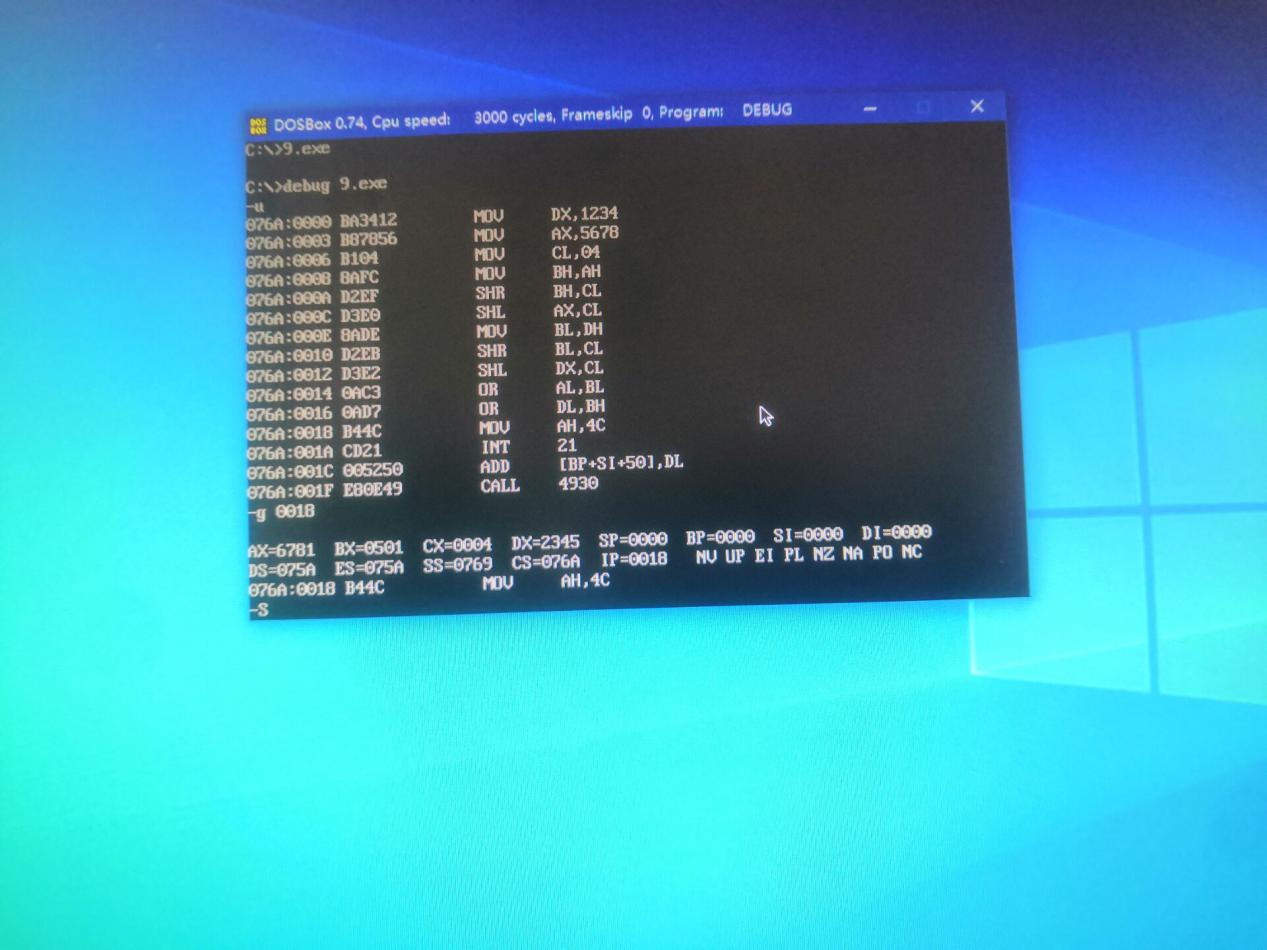 DOS
BOX
DOSBox 0.74, Cpu speed: 3000 cycles, Frameskip 0, Program: DEBUG
C:\>9.exe
C:\>debug 9.exe
-u
076A:0000 BA3412 MOV DX,1234
076A:0003 B87856 MOV AX,5678
076A:0006 B104 MOV CL,04
076A:0008 8AFC MOV BH,AH
076A:000A D2EF SHR BH,CL
076A:000C D3E0 SHL AX,CL
076A:000E 8ADE MOV BL,DH
076A:0010 D2EB SHR BL,CL
076A:0012 D3E2 SHL DX,CL
076A:0014 0AC3 OR AL,BL
076A:0016 0AD7 OR DL,BH
076A:0018 B44C MOV AH,4C
076A:001A CD21 INT 21
076A:001C 005250 ADD [BP+SI+50],DL
076A:001F E80E49 CALL 4930
-g 0018
AX=6781 BX=0501 CX=0004 DX=2345 SP=0000 BP=0000 SI=0000 DI=0000
DS=075A ES=075A SS=0769 CS=076A IP=0018 NV UP EI PL NZ NA PO NC
076A:0018 B44C MOV AH,4C
-S